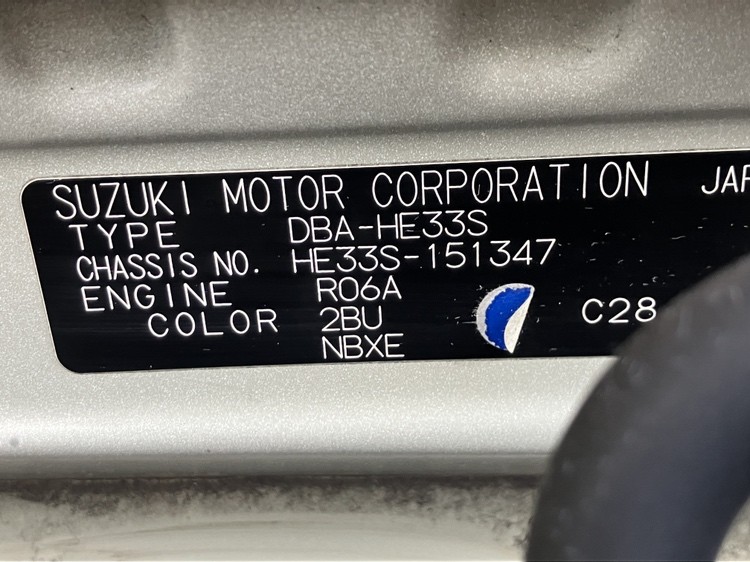 SUZUKI MOTOR CORPORATION
TYPE DBA-HE33S
CHASSIS NO. HE33S-151347
ENGINE R06A
COLOR 2BU C28
NBXE